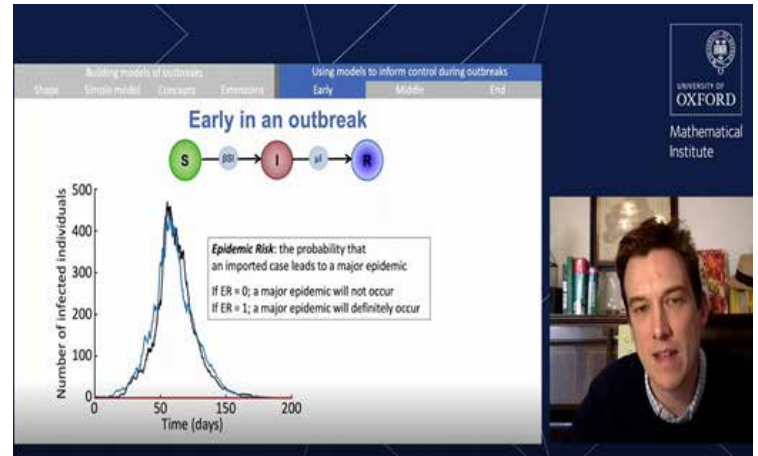 Building models of outbreaks
Using models to inform control during outbreaks
Shape Simple model Concepts Extensions Early Middle End
Early in an outbreak
S βSI I μI R
Number of infected individuals
500
400
300
200
100
0
0 50 150 200
Time (days)
Epidemic Risk: the probability that
an imported case leads to a major epidemic
If ER = 0; a major epidemic will not occur
If ER = 1; a major epidemic will definitely occur
UNIVERSITY OF
OXFORD
Mathematical
Institute